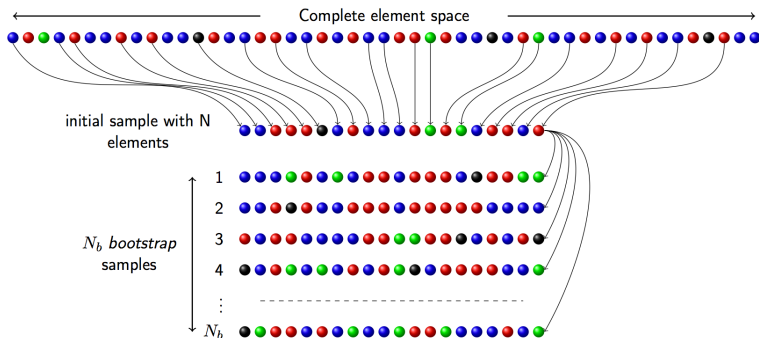 Complete element space
initial sample with N
elements
1
2
N_b bootstrap
samples
3
4
⋮
N_b